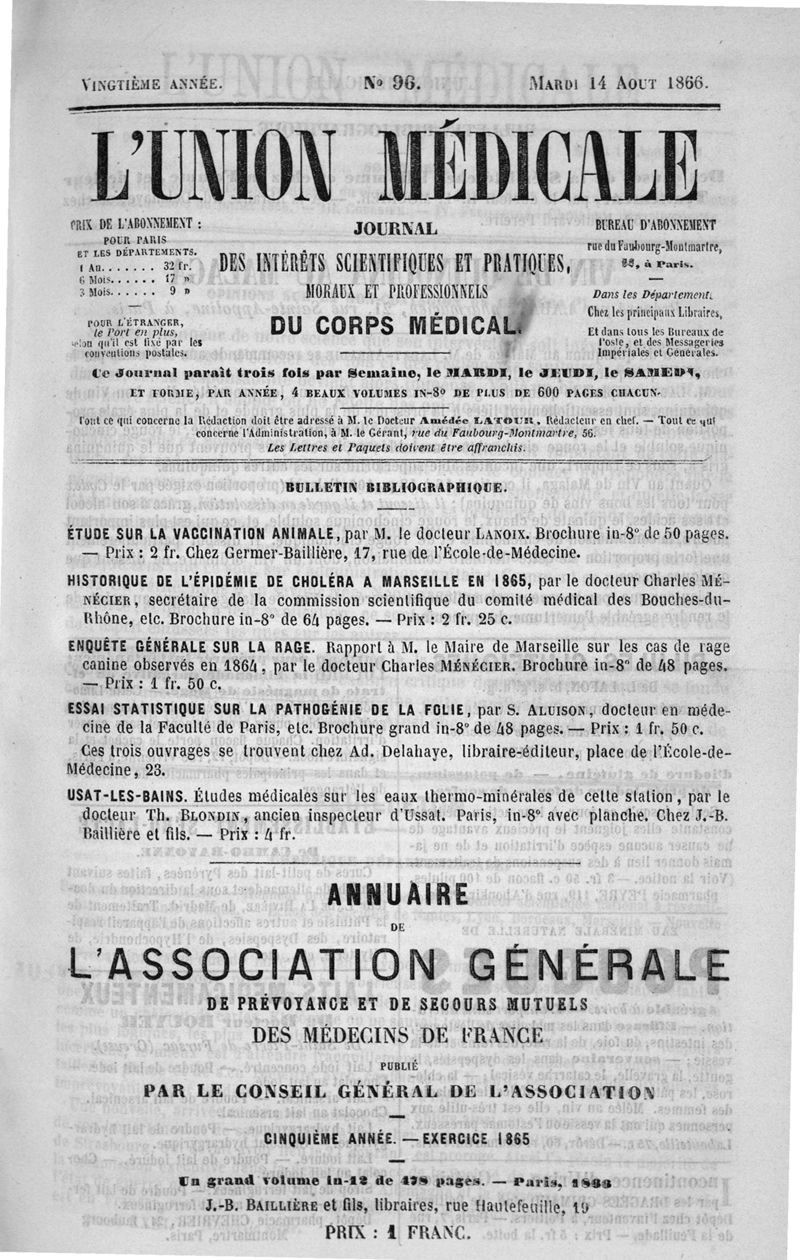 VINGTIÈME ANNÉE. No 96. MARDI 14 AOUT 1866.
L'UNION MÉDICALE
PRIX DE L'ABONNEMENT :
POUR PARIS
ET LES DÉPARTEMENTS.
1 An....... 32 fr.
6 Mois...... 17 »
3 Mois...... 9 »
POUR L'ÉTRANGER,
le Port en plus,
selon qu'il est fixé par les
conventions postales.
JOURNAL
DES INTÉRÊTS SCIENTIFIQUES ET PRATIQUES,
MORAUX ET PROFESSIONNELS
DU CORPS MÉDICAL.
BUREAU D'ABONNEMENT
rue du Faubourg-Montmartre,
à Paris.
Dans les Départements,
Chez les principaux Libraires,
Et dans tous les Bureaux de
Poste, et des Messageries
Impériales et Générales.
Ce Journal paraît trois fois par Semaine, le MARDI, le JEUDI, le SAMEDI,
ET FORME, PAR ANNÉE, 4 BEAUX VOLUMES IN-8o DE PLUS DE 600 PAGES CHACUN.
Tout ce qui concerne la Rédaction doit être adressé à M. le Docteur Amédée LATOUR, Rédacteur en chef. — Tout ce qui
concerne l'Administration, à M. le Gérant, rue du Faubourg-Montmartre, 56.
Les Lettres et Paquets doivent être affranchis.
BULLETIN BIBLIOGRAPHIQUE.
ÉTUDE SUR LA VACCINATION ANIMALE, par M. le docteur LANOIX. Brochure in-8° de 50 pages.
— Prix : 2 fr. Chez Germer-Baillière, 17, rue de l'École-de-Médecine.
HISTORIQUE DE L'ÉPIDÉMIE DE CHOLÉRA A MARSEILLE EN 1865, par le docteur Charles MÉ-
NÉCIER, secrétaire de la commission scientifique du comité médical des Bouches-du-
Rhône, etc. Brochure in-8° de 64 pages. — Prix : 2 fr. 25 c.
ENQUÊTE GÉNÉRALE SUR LA RAGE. Rapport à M. le Maire de Marseille sur les cas de rage
canine observés en 1864, par le docteur Charles MÉNÉCIER. Brochure in-8° de 48 pages.
— Prix : 1 fr. 50 c.
ESSAI STATISTIQUE SUR LA PATHOGÉNIE DE LA FOLIE, par S. ALUISON, docteur en méde-
cine de la Faculté de Paris, etc. Brochure grand in-8° de 48 pages. — Prix : 1 fr. 50 c.
Ces trois ouvrages se trouvent chez Ad. Delahaye, libraire-éditeur, place de l'École-de-
Médecine, 23.
USAT-LES-BAINS. Études médicales sur les eaux thermo-minérales de cette station, par le
docteur Th. BLONDIN, ancien inspecteur d'Ussat. Paris, in-8° avec planche. Chez J.-B.
Baillière et fils. — Prix : 4 fr.
ANNUAIRE
DE
L'ASSOCIATION GÉNÉRALE
DE PRÉVOYANCE ET DE SECOURS MUTUELS
DES MÉDECINS DE FRANCE
PUBLIÉ
PAR LE CONSEIL GÉNÉRAL DE L'ASSOCIATION
CINQUIÈME ANNÉE. — EXERCICE 1865
Un grand volume in-12 de 478 pages. — Paris, 1866
J.-B. BAILLIÈRE et fils, libraires, rue Hautefeuille, 19
PRIX : 1 FRANC.